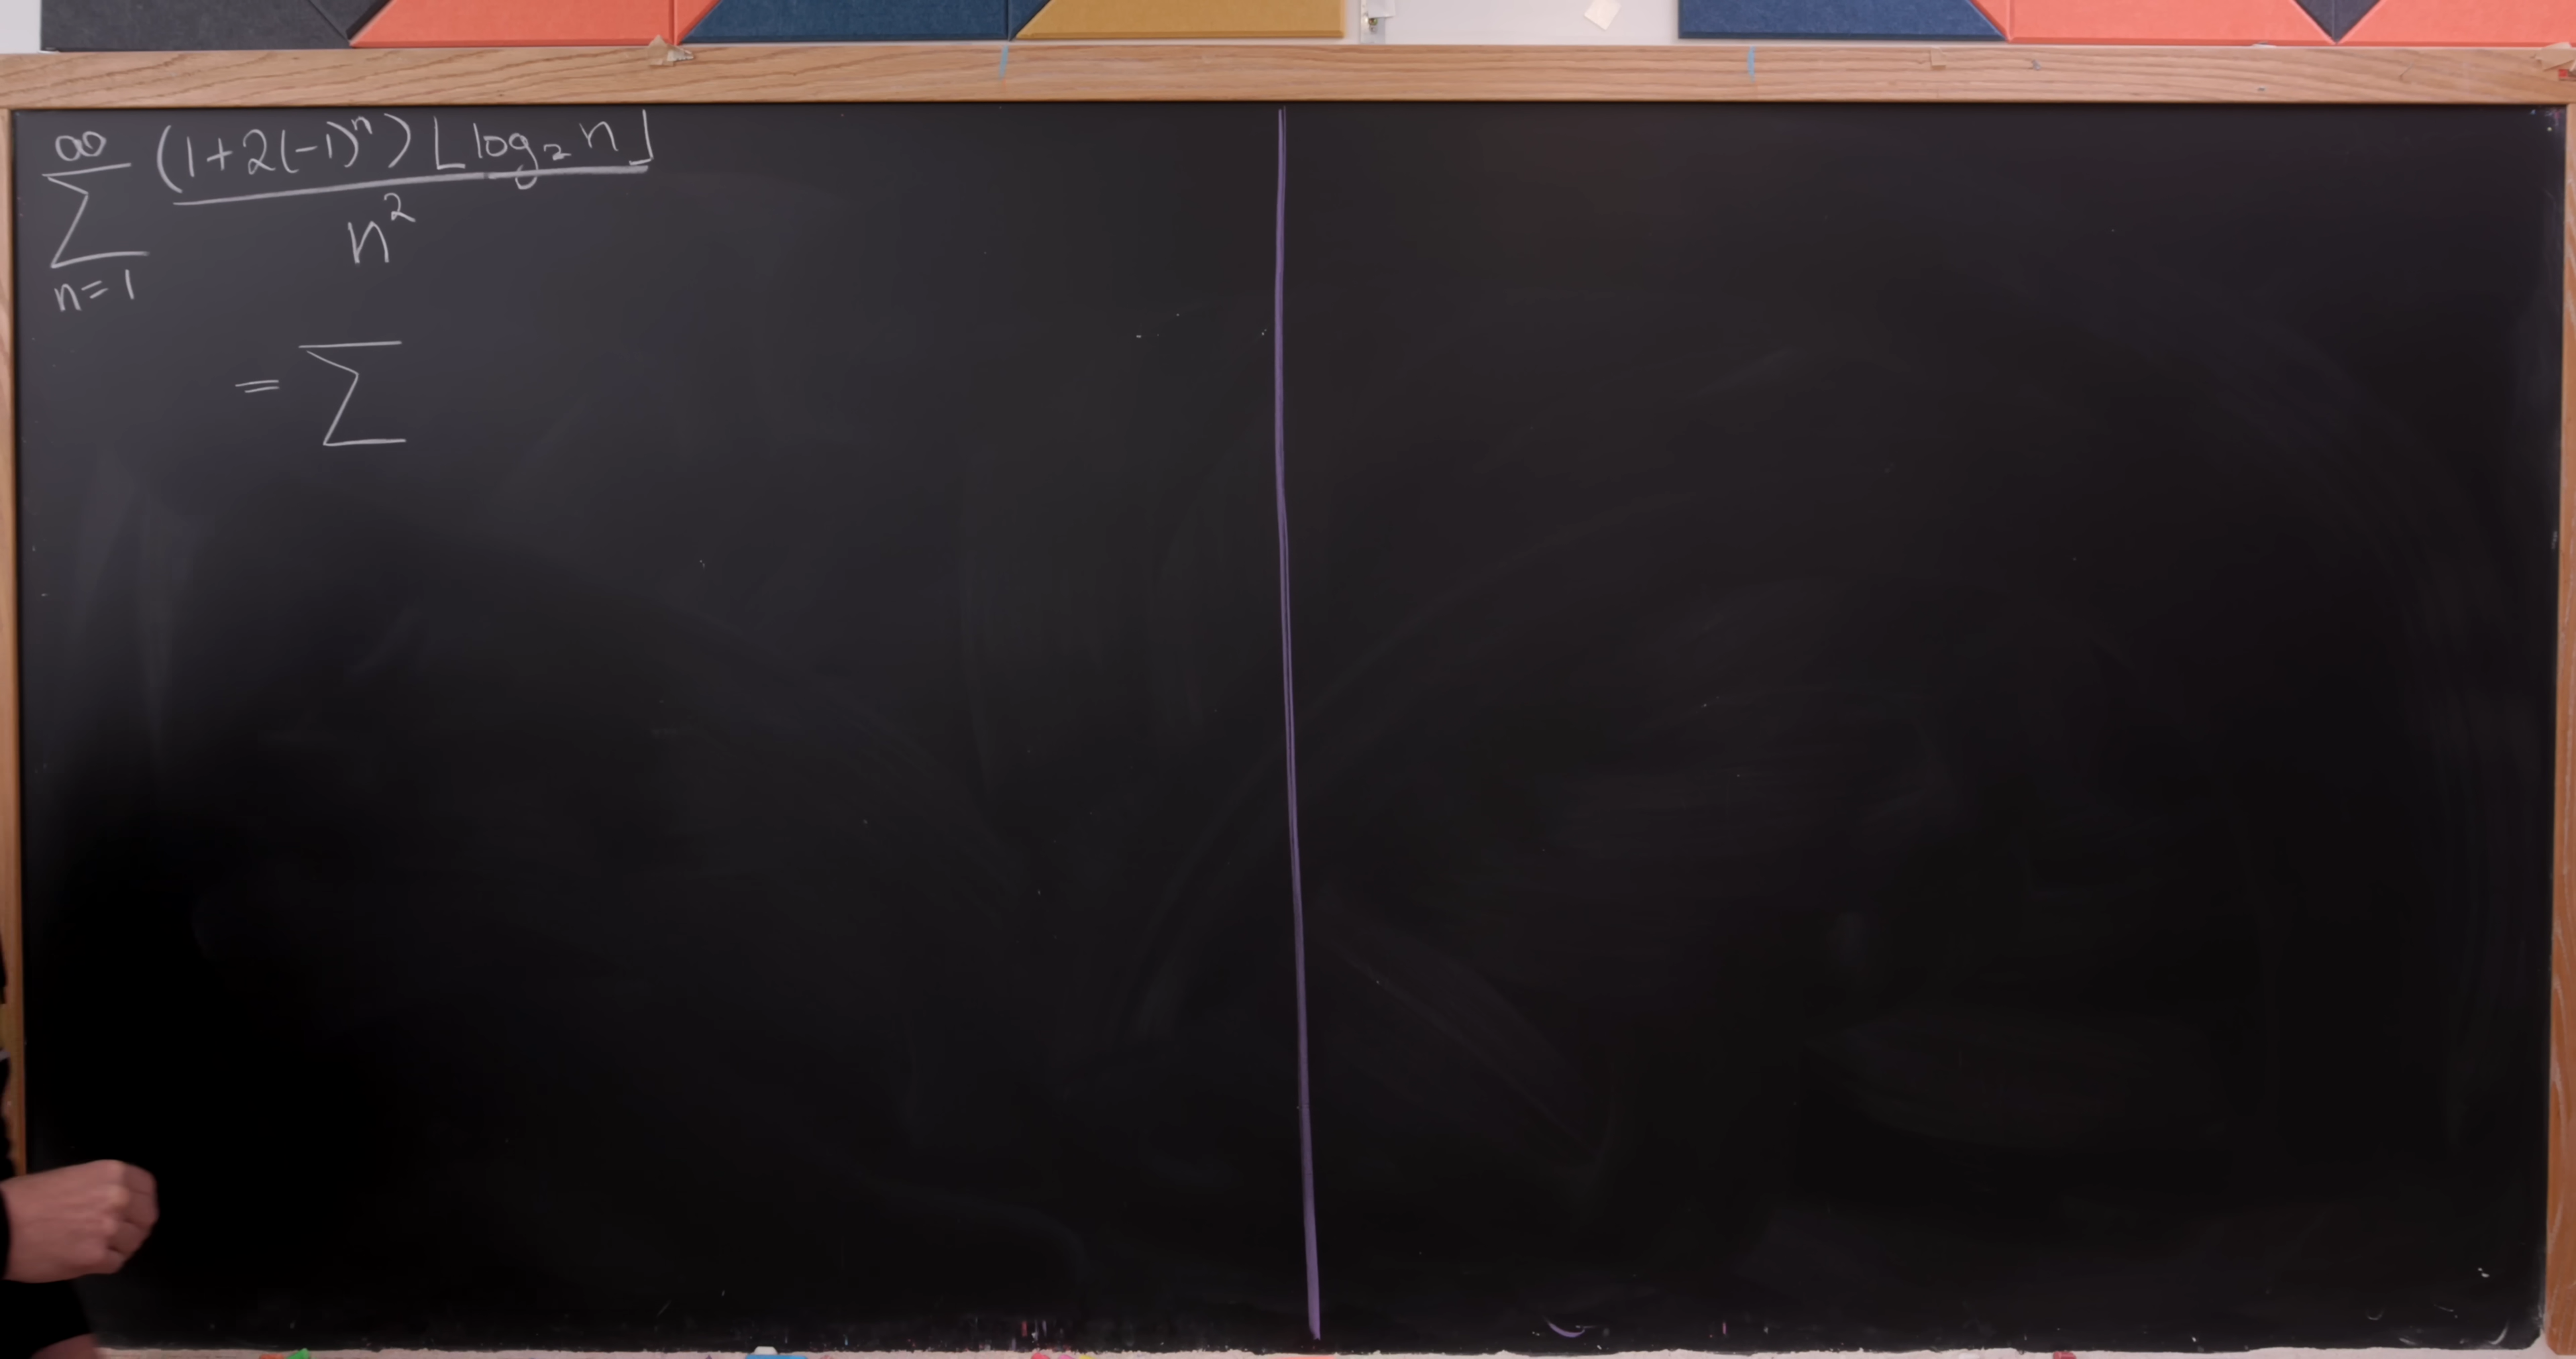 ∞
∑ (1+2(-1)ⁿ) ⌊log₂ n⌋ / n²
n=1
= ∑